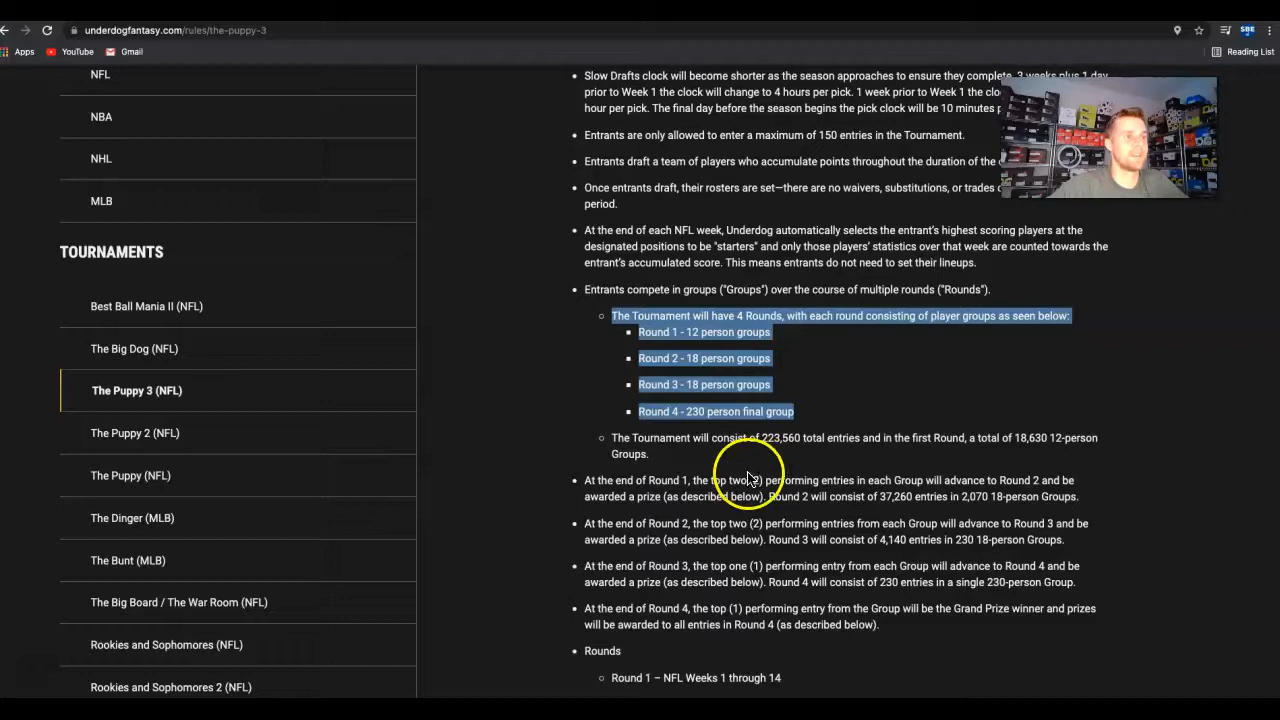 underdogfantasy.com/rules/the-puppy-3
SBE
Apps YouTube Gmail Reading List
NFL
NBA
NHL
MLB
TOURNAMENTS
Best Ball Mania II (NFL)
The Big Dog (NFL)
The Puppy 3 (NFL)
The Puppy 2 (NFL)
The Puppy (NFL)
The Dinger (MLB)
The Bunt (MLB)
The Big Board / The War Room (NFL)
Rookies and Sophomores (NFL)
Rookies and Sophomores 2 (NFL)
Slow Drafts clock will become shorter as the season approaches to ensure they complete. 3 weeks plus 1 day
prior to Week 1 the clock will change to 4 hours per pick. 1 week prior to Week 1 the
hour per pick. The final day before the season begins the pick clock will be 10 minutes
Entrants are only allowed to enter a maximum of 150 entries in the Tournament.
Entrants draft a team of players who accumulate points throughout the duration of the
Once entrants draft, their rosters are set—there are no waivers, substitutions, or trades
period.
At the end of each NFL week, Underdog automatically selects the entrant's highest scoring players at the
designated positions to be "starters" and only those players' statistics over that week are counted towards the
entrant's accumulated score. This means entrants do not need to set their lineups.
Entrants compete in groups ("Groups") over the course of multiple rounds ("Rounds").
The Tournament will have 4 Rounds, with each round consisting of player groups as seen below:
Round 1 - 12 person groups
Round 2 - 18 person groups
Round 3 - 18 person groups
Round 4 - 230 person final group
The Tournament will consist of 223,560 total entries and in the first Round, a total of 18,630 12-person
Groups.
At the end of Round 1, the top two (2) performing entries in each Group will advance to Round 2 and be
awarded a prize (as described below). Round 2 will consist of 37,260 entries in 2,070 18-person Groups.
At the end of Round 2, the top two (2) performing entries from each Group will advance to Round 3 and be
awarded a prize (as described below). Round 3 will consist of 4,140 entries in 230 18-person Groups.
At the end of Round 3, the top one (1) performing entry from each Group will advance to Round 4 and be
awarded a prize (as described below). Round 4 will consist of 230 entries in a single 230-person Group.
At the end of Round 4, the top (1) performing entry from the Group will be the Grand Prize winner and prizes
will be awarded to all entries in Round 4 (as described below).
Rounds
Round 1 – NFL Weeks 1 through 14